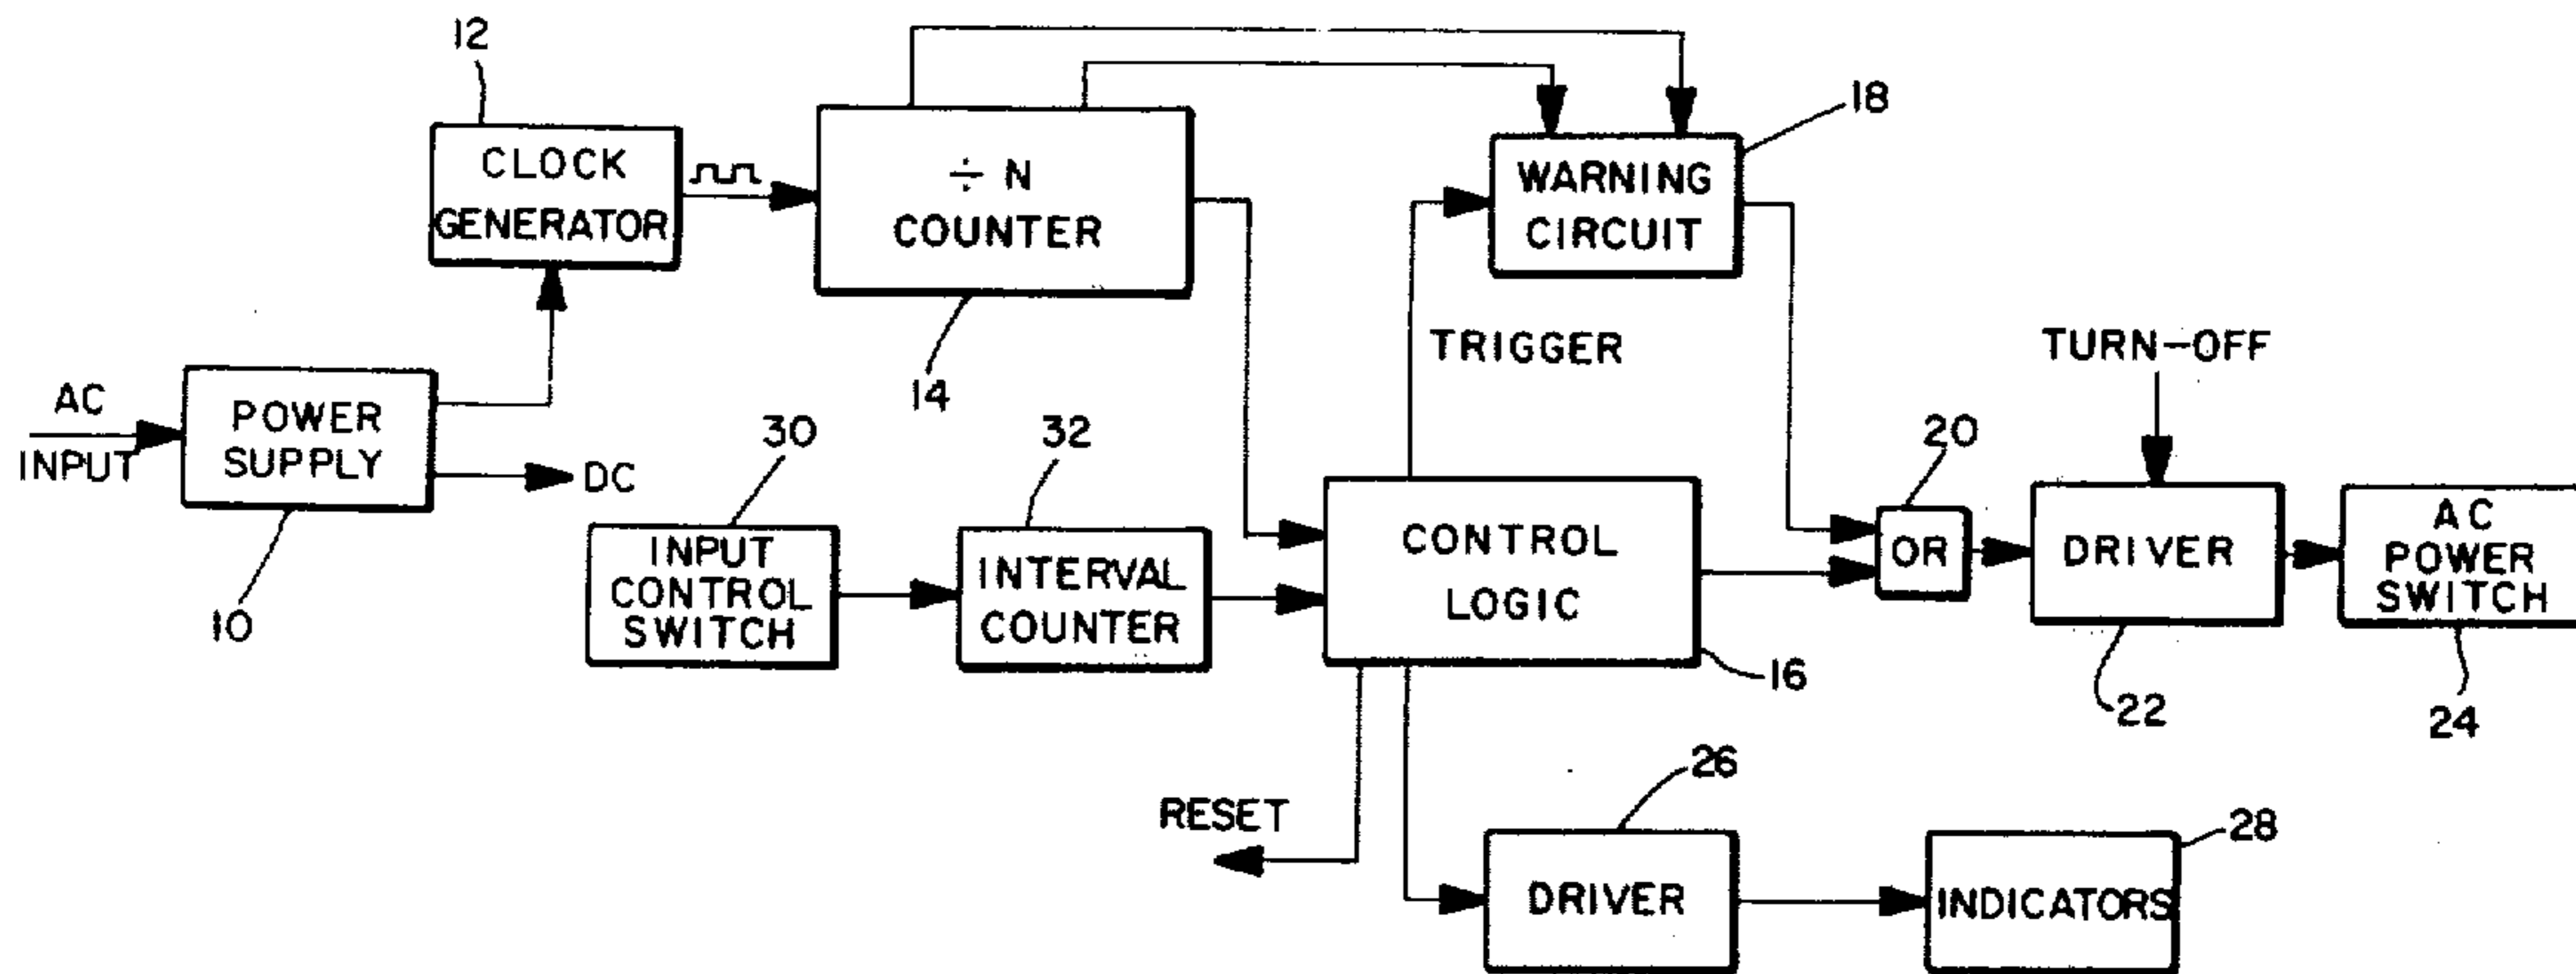 12
CLOCK
GENERATOR
÷ N
COUNTER
14
18
WARNING
CIRCUIT
TRIGGER
TURN-OFF
AC
INPUT
POWER
SUPPLY
DC
10
30
INPUT
CONTROL
SWITCH
32
INTERVAL
COUNTER
CONTROL
LOGIC
16
20
OR
DRIVER
22
AC
POWER
SWITCH
24
RESET
26
DRIVER
28
INDICATORS